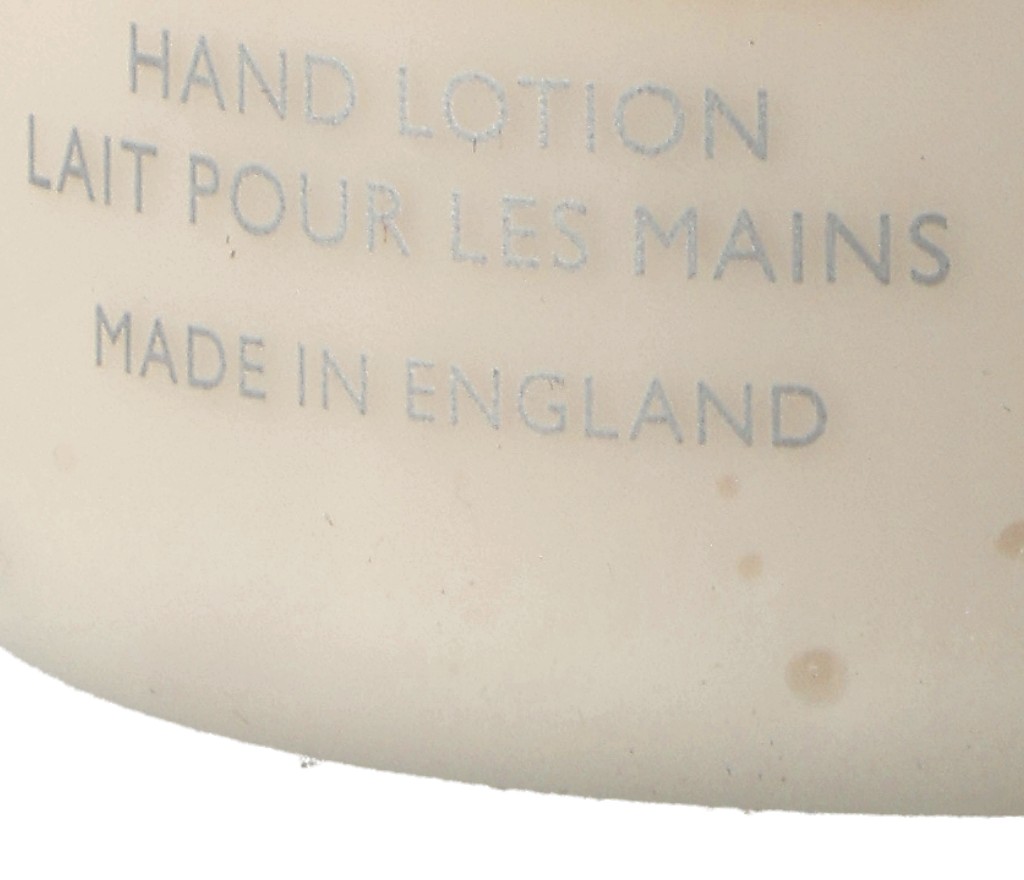 HAND LOTION
LAIT POUR LES MAINS
MADE IN ENGLAND